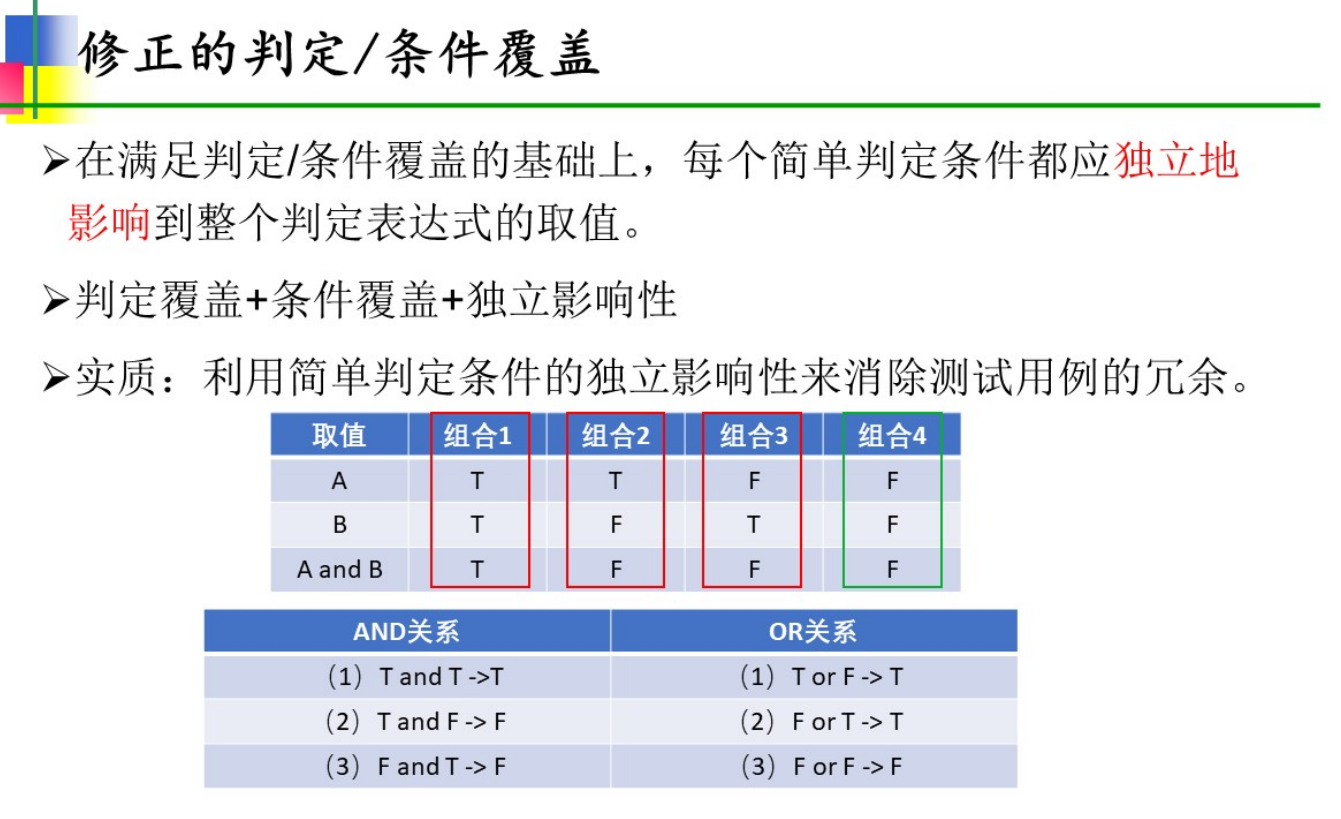 修正的判定/条件覆盖
➢在满足判定/条件覆盖的基础上，每个简单判定条件都应独立地
影响到整个判定表达式的取值。
➢判定覆盖+条件覆盖+独立影响性
➢实质：利用简单判定条件的独立影响性来消除测试用例的冗余。
取值 组合1 组合2 组合3 组合4
A T T F F
B T F T F
A and B T F F F
AND关系 OR关系
（1）T and T ->T （1）T or F -> T
（2）T and F -> F （2）F or T -> T
（3）F and T -> F （3）F or F -> F